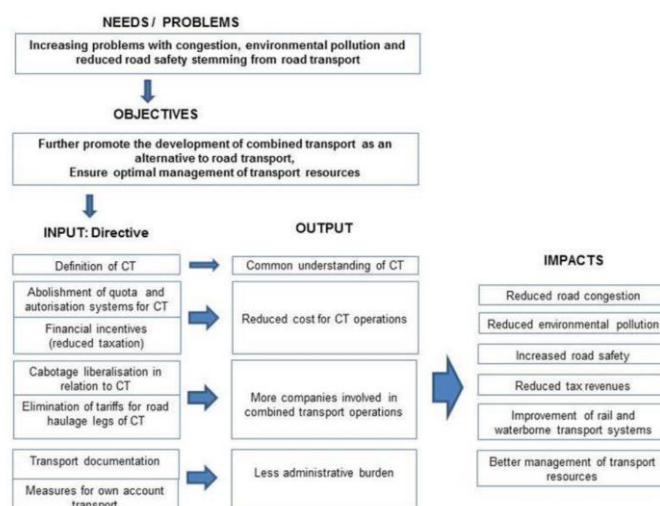 NEEDS / PROBLEMS
Increasing problems with congestion, environmental pollution and
reduced road safety stemming from road transport
OBJECTIVES
Further promote the development of combined transport as an
alternative to road transport,
Ensure optimal management of transport resources
INPUT: Directive
OUTPUT
IMPACTS
Definition of CT
Common understanding of CT
Abolishment of quota and
autorisation systems for CT
Financial incentives
(reduced taxation)
Reduced cost for CT operations
Cabotage liberalisation in
relation to CT
Elimination of tariffs for road
haulage legs of CT
More companies involved in
combined transport operations
Transport documentation
Measures for own account
transport
Less administrative burden
Reduced road congestion
Reduced environmental pollution
Increased road safety
Reduced tax revenues
Improvement of rail and
waterborne transport systems
Better management of transport
resources